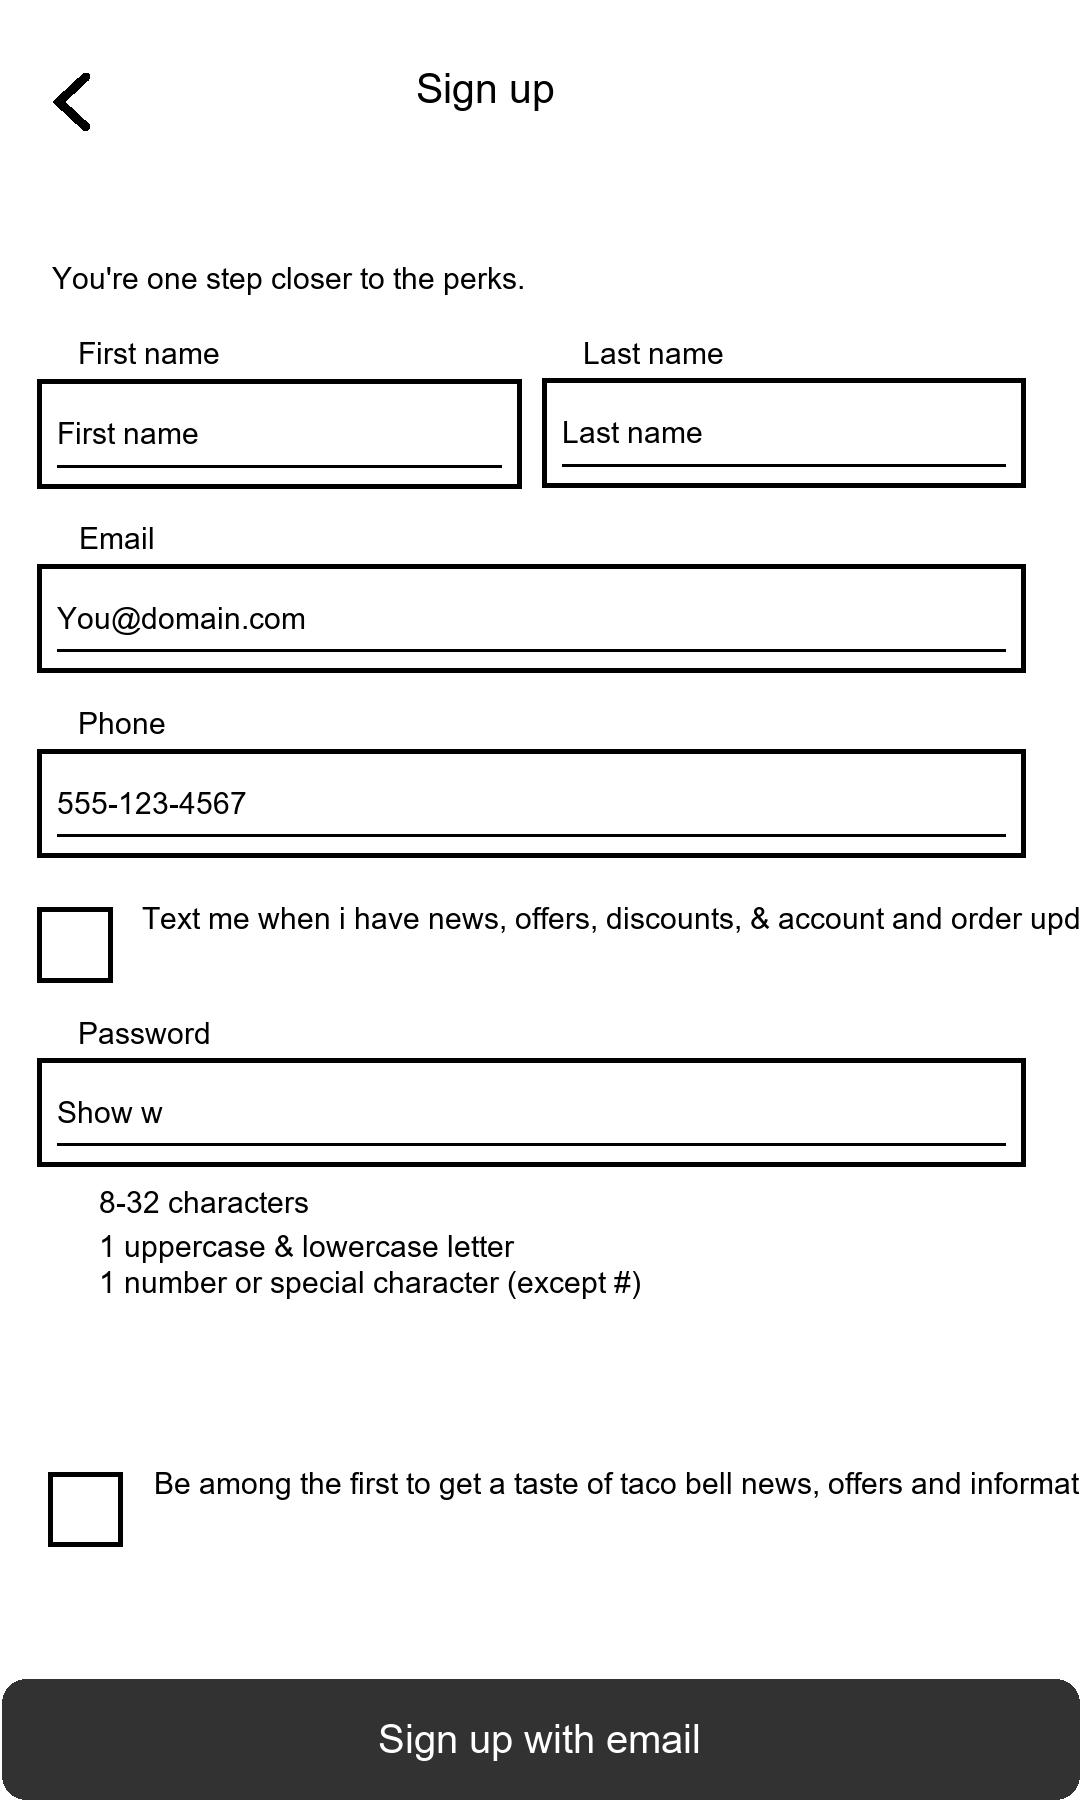 Sign up
You're one step closer to the perks.
First name
Last name
First name
Last name
Email
You@domain.com
Phone
555-123-4567
Text me when i have news, offers, discounts, & account and order upd
Password
Show w
8-32 characters
1 uppercase & lowercase letter
1 number or special character (except #)
Be among the first to get a taste of taco bell news, offers and informat
Sign up with email